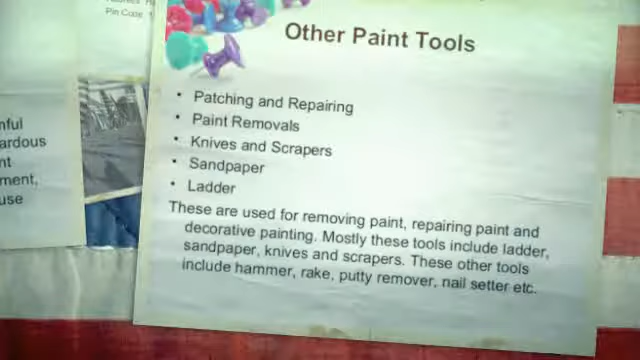 Pin Code
Other Paint Tools
• Patching and Repairing
• Paint Removals
• Knives and Scrapers
• Sandpaper
• Ladder
These are used for removing paint, repairing paint and
decorative painting. Mostly these tools include ladder,
sandpaper, knives and scrapers. These other tools
include hammer, rake, putty remover, nail setter etc.
nful
ardous
nt
ment,
use